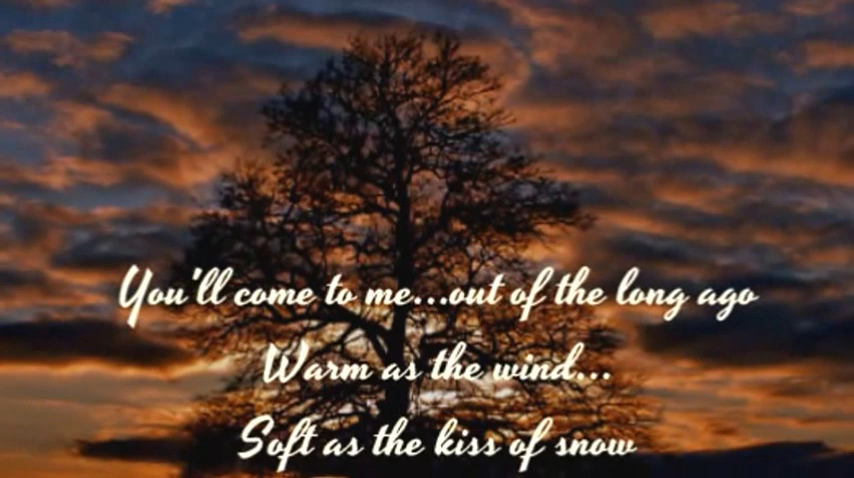 You'll come to me...out of the long ago
Warm as the wind...
Soft as the kiss of snow